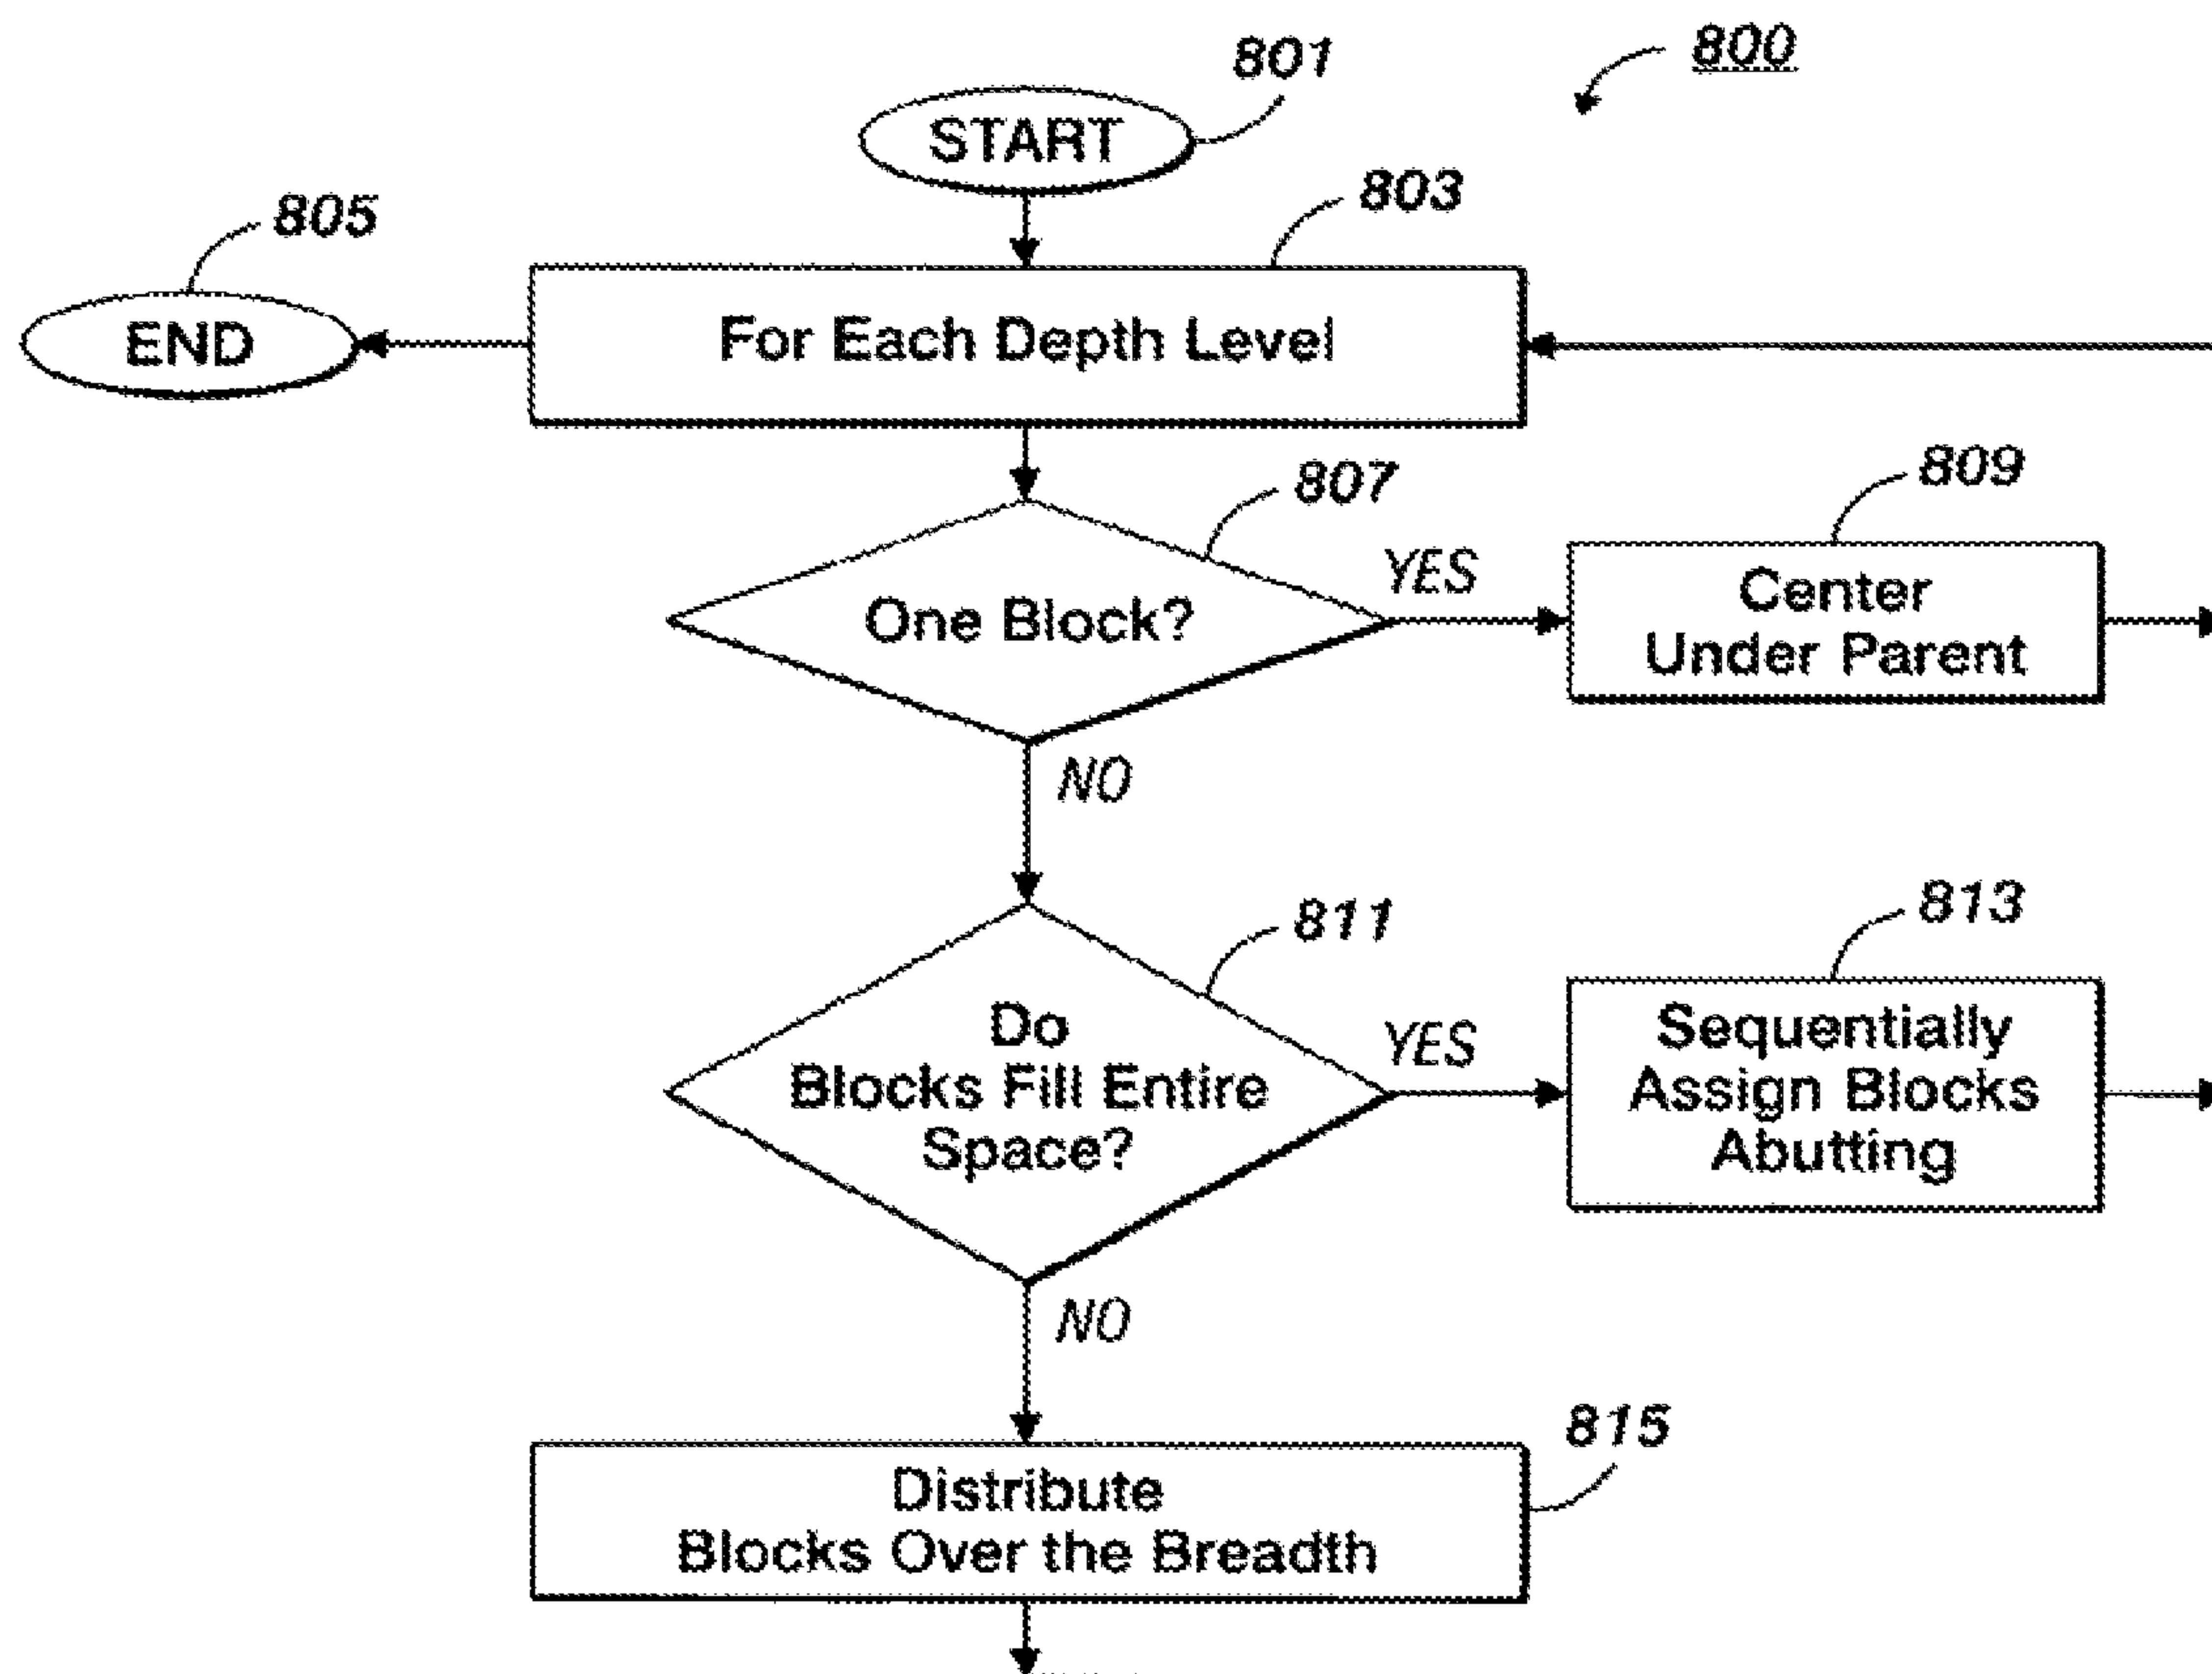 800
801
START
803
805
END
For Each Depth Level
807
809
One Block?
YES
Center
Under Parent
NO
811
813
Do
Blocks Fill Entire
Space?
YES
Sequentially
Assign Blocks
Abutting
NO
815
Distribute
Blocks Over the Breadth